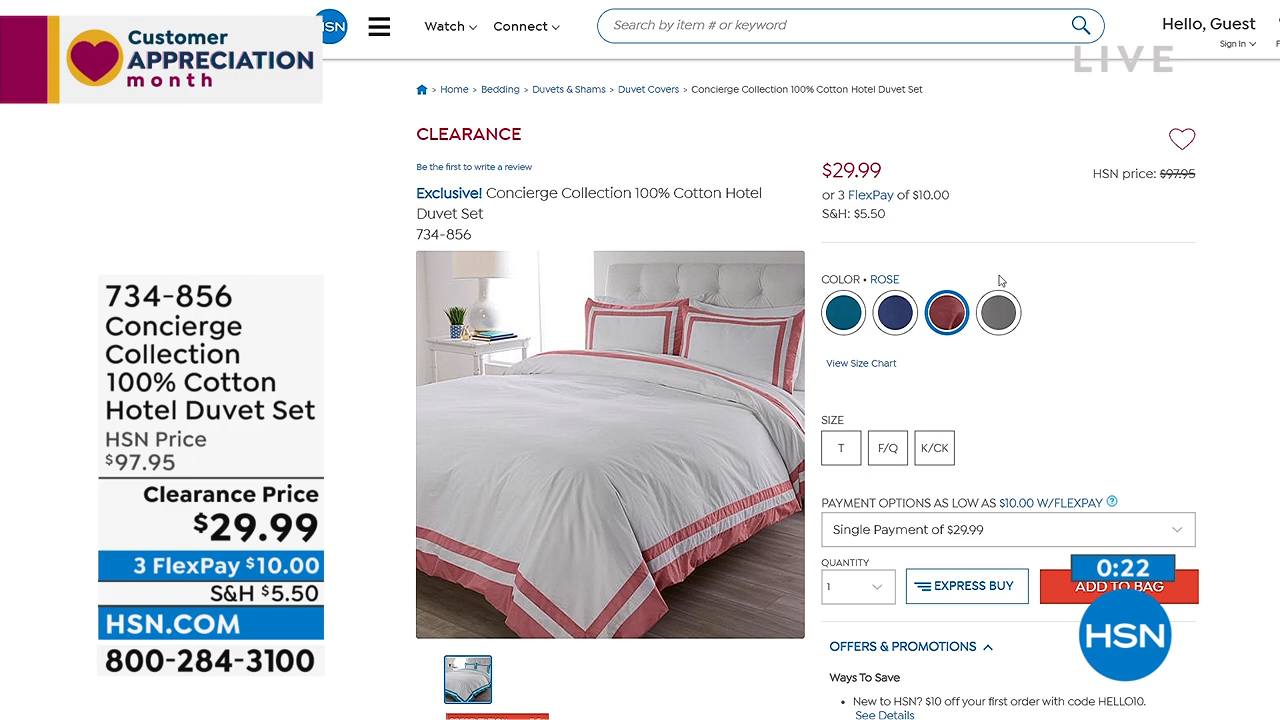 Customer
APPRECIATION
month
HSN
Watch
Connect
Search by item # or keyword
Hello, Guest
Sign In
LIVE
> Home > Bedding > Duvets & Shams > Duvet Covers > Concierge Collection 100% Cotton Hotel Duvet Set
CLEARANCE
Be the first to write a review
Exclusive! Concierge Collection 100% Cotton Hotel
Duvet Set
734-856
$29.99
HSN price: $97.95
or 3 FlexPay of $10.00
S&H: $5.50
COLOR • ROSE
View Size Chart
SIZE
T
F/Q
K/CK
PAYMENT OPTIONS AS LOW AS $10.00 W/FLEXPAY ?
Single Payment of $29.99
QUANTITY
1
EXPRESS BUY
ADD TO BAG
0:22
HSN
OFFERS & PROMOTIONS
Ways To Save
• New to HSN? $10 off your first order with code HELLO10.
See Details
734-856
Concierge
Collection
100% Cotton
Hotel Duvet Set
HSN Price
$97.95
Clearance Price
$29.99
3 FlexPay $10.00
S&H $5.50
HSN.COM
800-284-3100